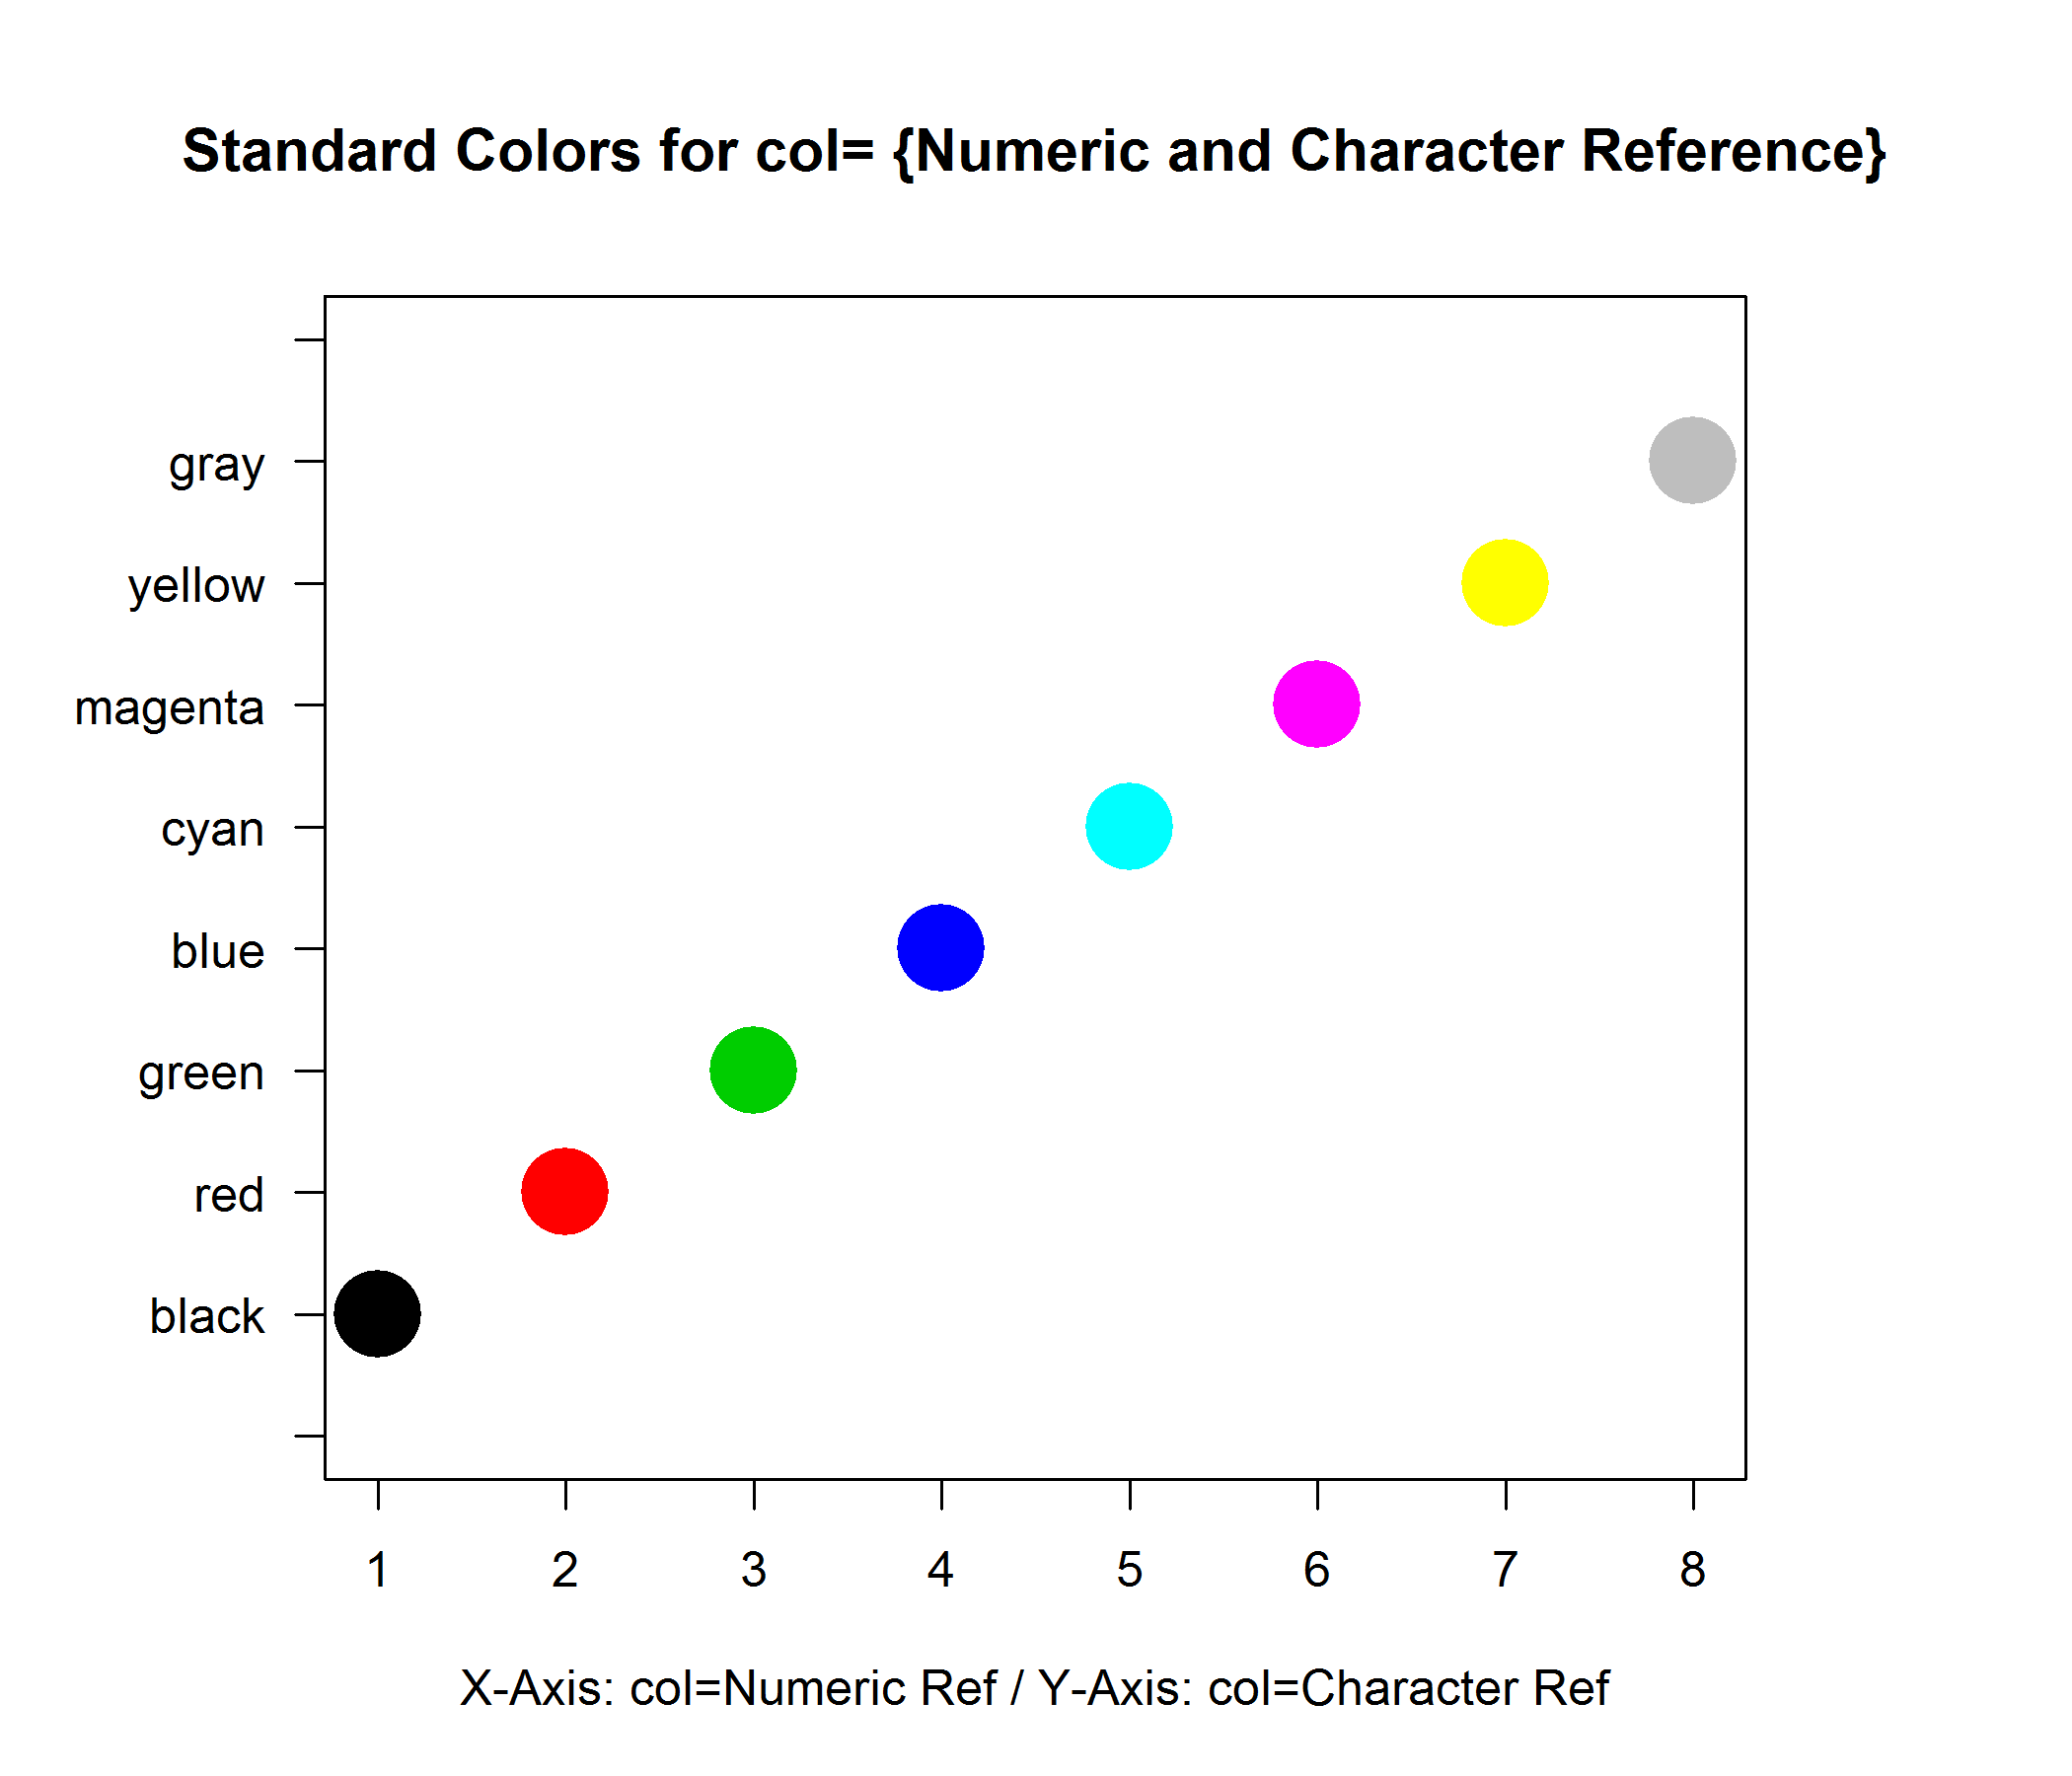 Standard Colors for col= {Numeric and Character Reference}
gray
yellow
magenta
cyan
blue
green
red
black
1 2 3 4 5 6 7 8
X-Axis: col=Numeric Ref / Y-Axis: col=Character Ref